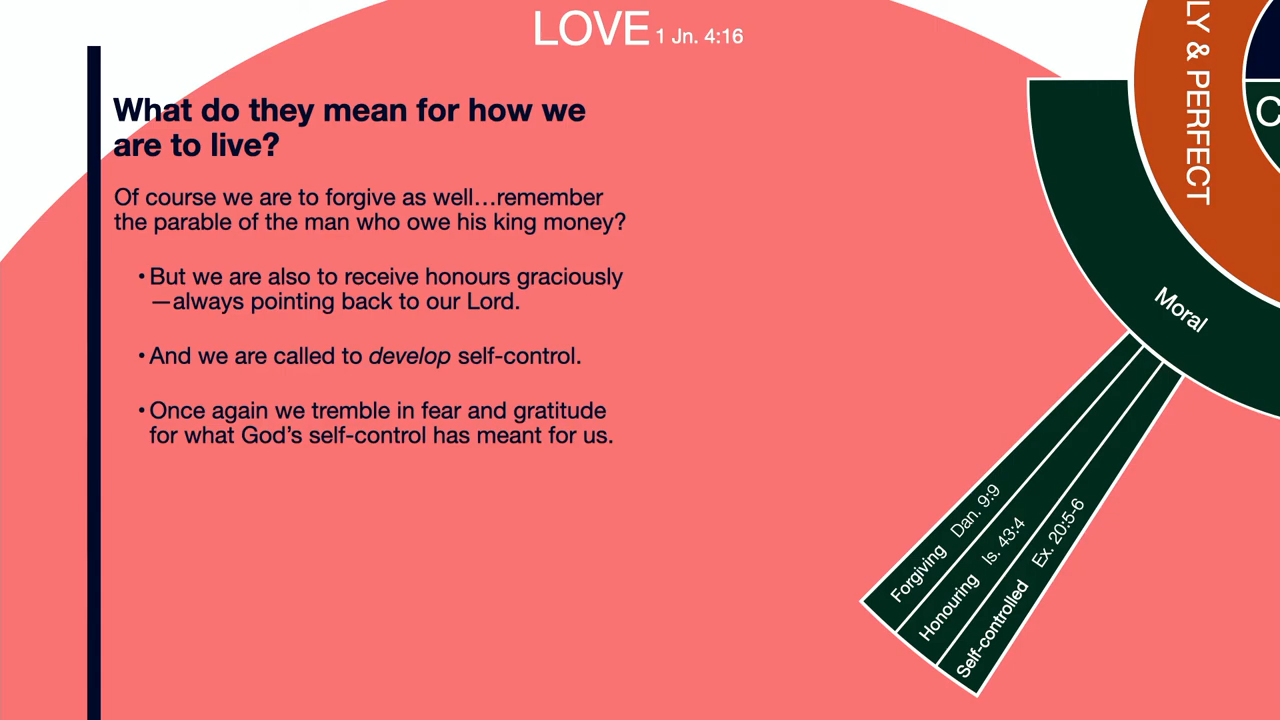 LOVE 1 Jn. 4:16
What do they mean for how we
are to live?
Of course we are to forgive as well…remember
the parable of the man who owe his king money?
•But we are also to receive honours graciously
—always pointing back to our Lord.
•And we are called to develop self-control.
•Once again we tremble in fear and gratitude
for what God’s self-control has meant for us.
LY & PERFECT
C
Moral
Forgiving Dan. 9:9
Honouring Is. 43:4
Self-controlled Ex. 20:5-6